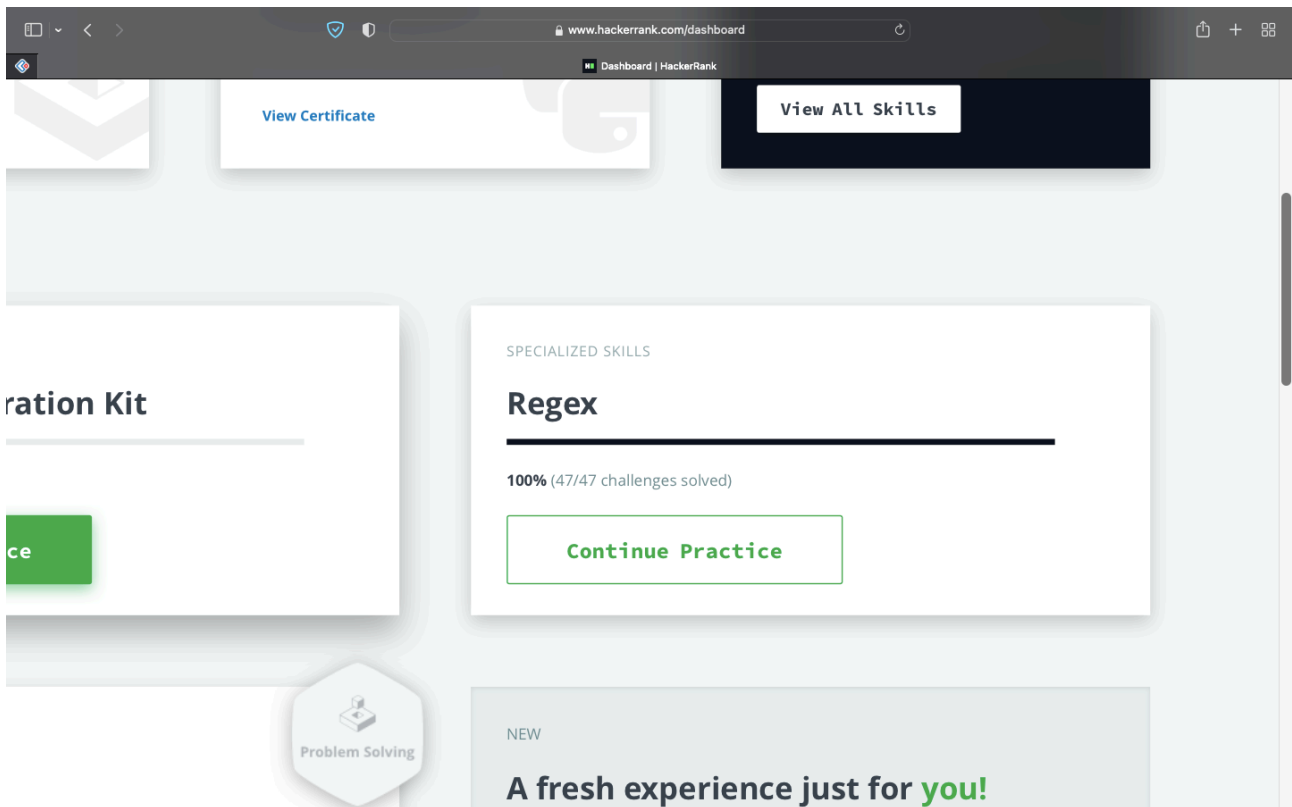 www.hackerrank.com/dashboard
Dashboard | HackerRank
View Certificate
View All Skills
ration Kit
ce
SPECIALIZED SKILLS
Regex
100% (47/47 challenges solved)
Continue Practice
Problem Solving
NEW
A fresh experience just for you!